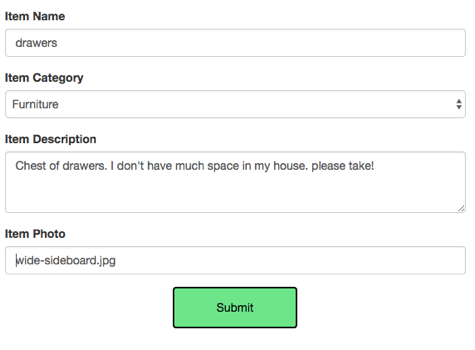 Item Name
drawers
Item Category
Furniture
Item Description
Chest of drawers. I don't have much space in my house. please take!
Item Photo
wide-sideboard.jpg
Submit